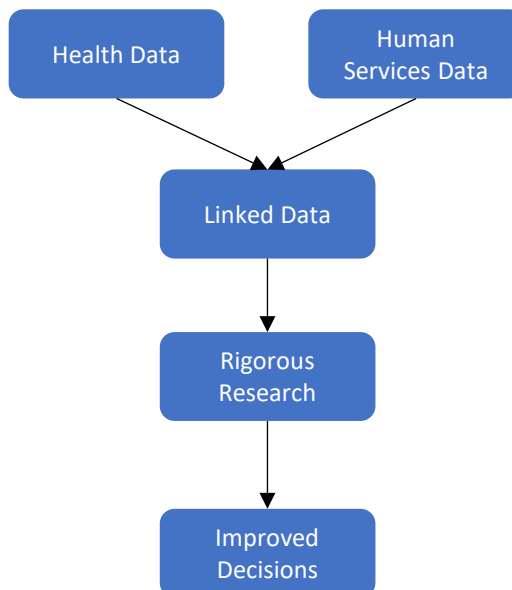 Health Data
Human
Services Data
Linked Data
Rigorous
Research
Improved
Decisions